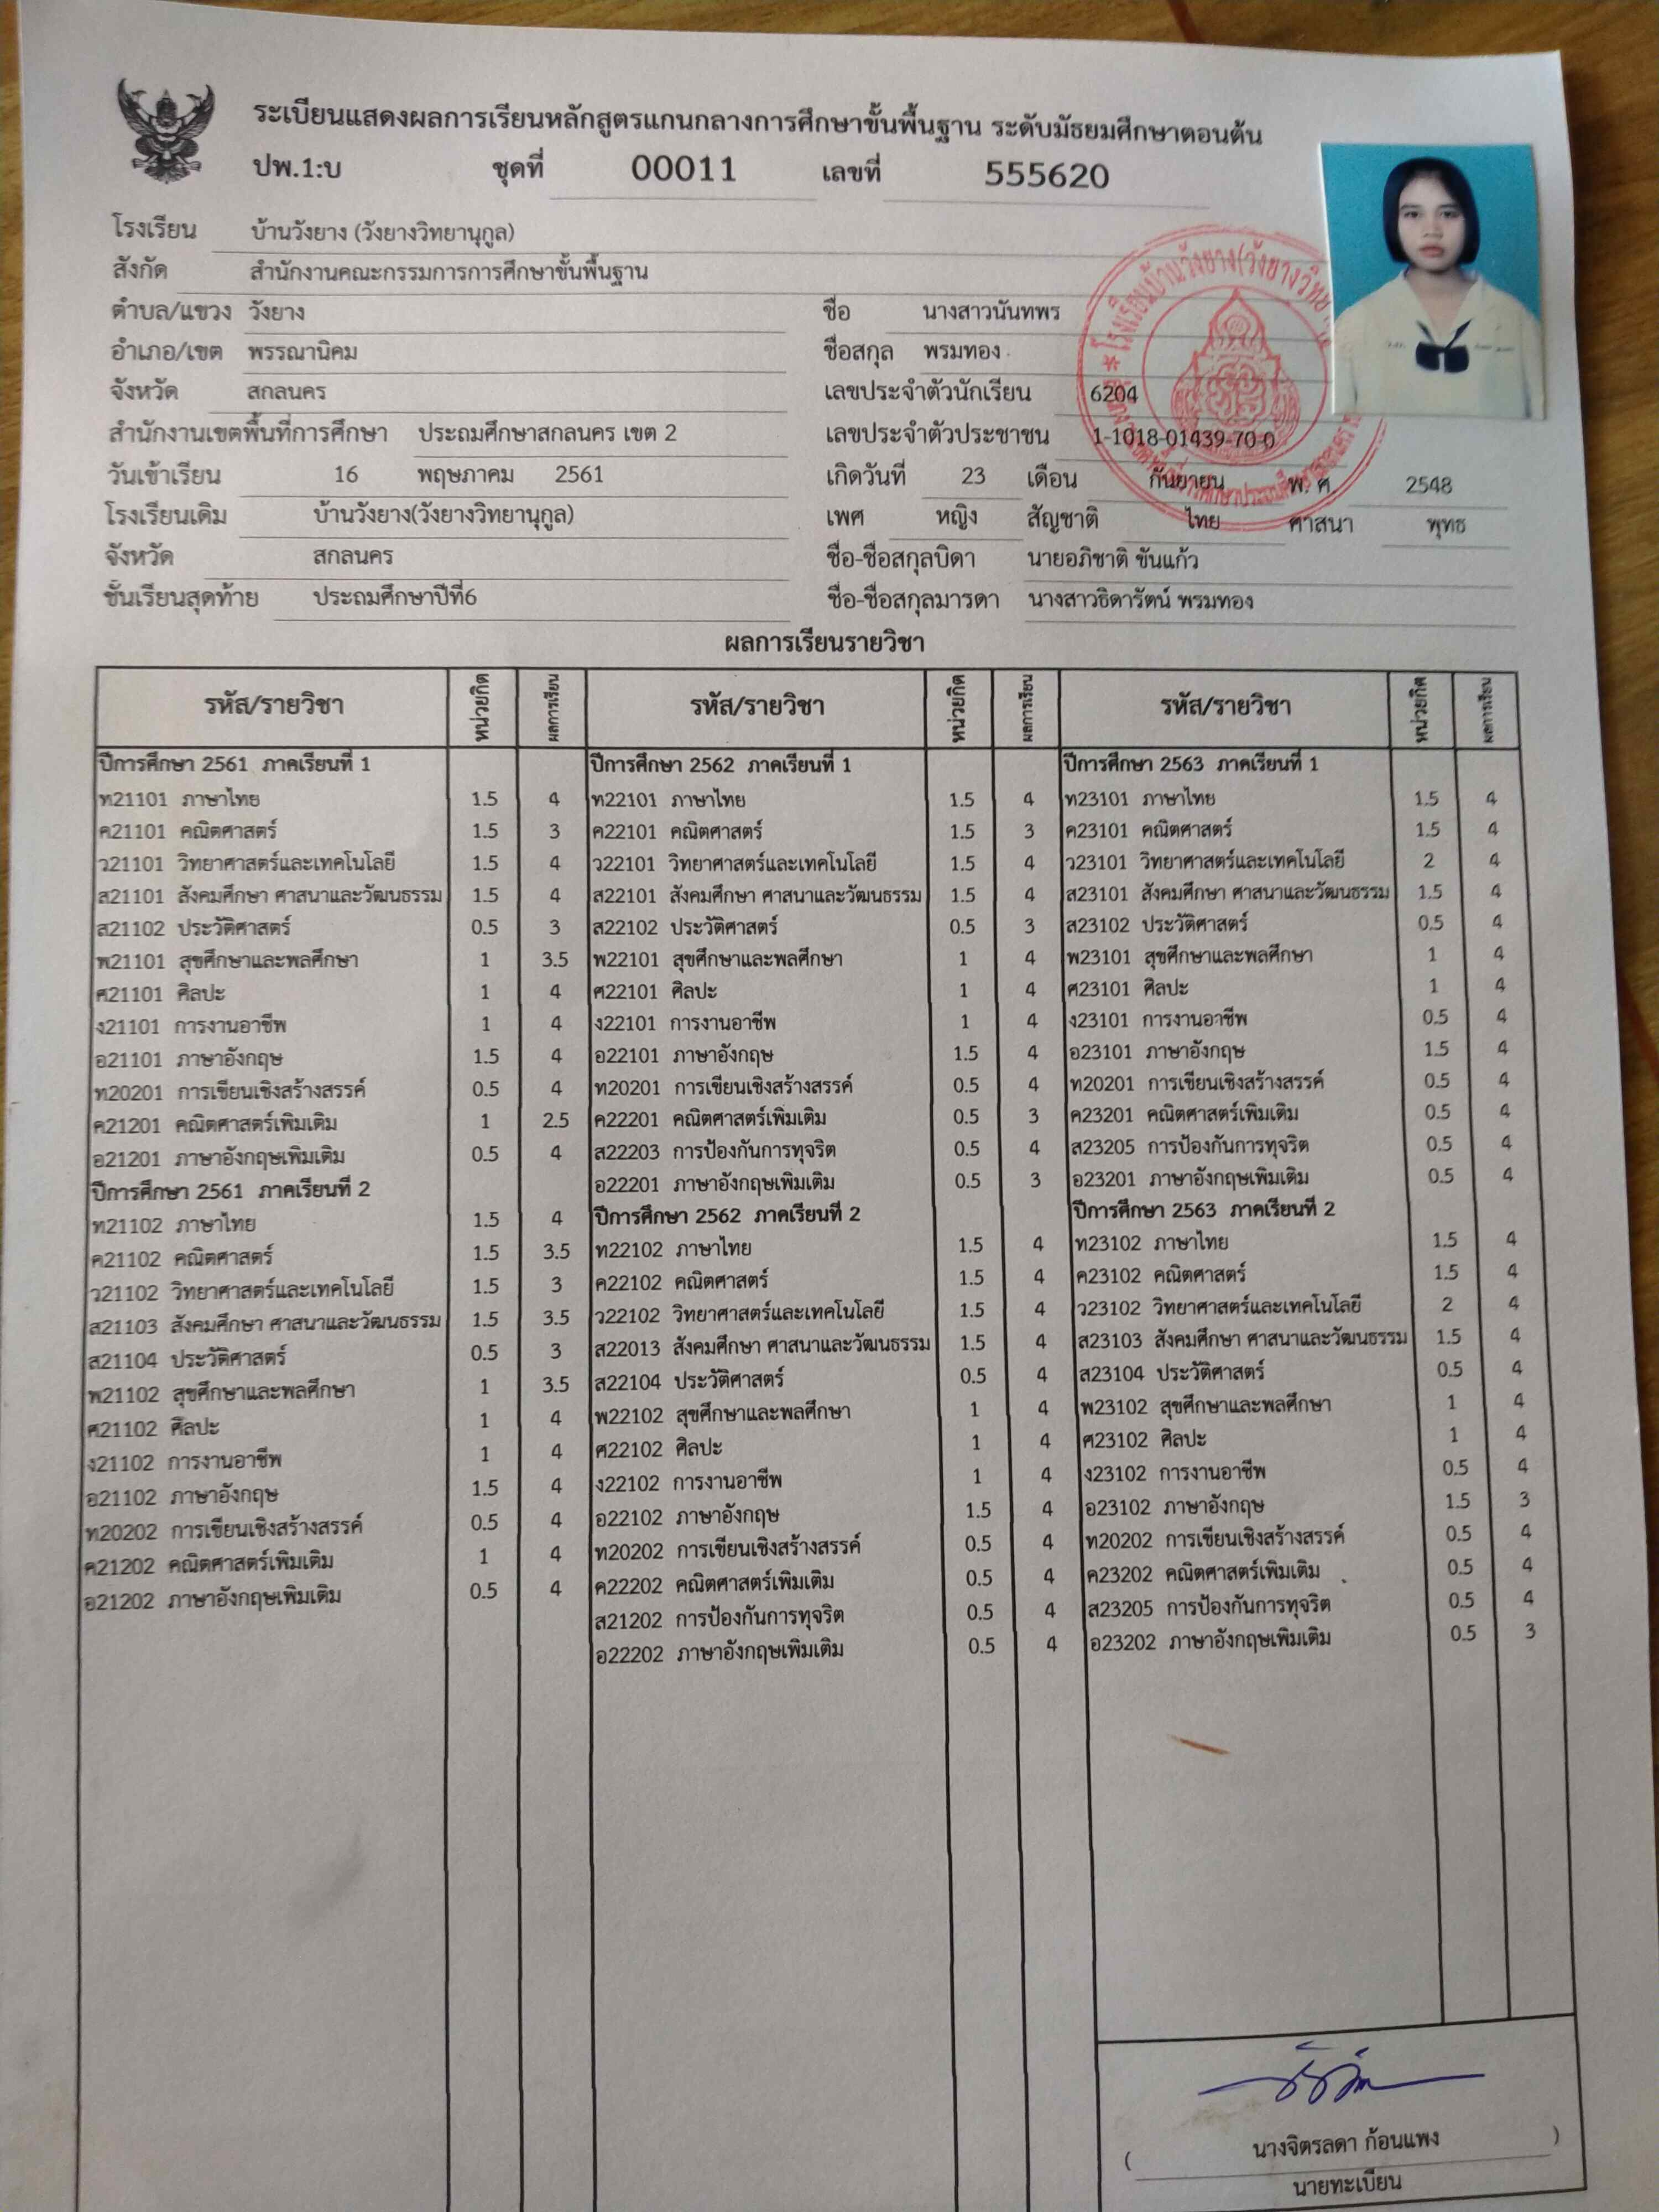 ระเบียนแสดงผลการเรียนหลักสูตรแกนกลางการศึกษาขั้นพื้นฐาน ระดับมัธยมศึกษาตอนต้น
ปพ.1:บ ชุดที่ 00011 เลขที่ 555620
โรงเรียน บ้านวังยาง (วังยางวิทยานุกูล)
สังกัด สำนักงานคณะกรรมการการศึกษาขั้นพื้นฐาน
ตำบล/แขวง วังยาง
อำเภอ/เขต พรรณานิคม
จังหวัด สกลนคร
สำนักงานเขตพื้นที่การศึกษา ประถมศึกษาสกลนคร เขต 2
วันเข้าเรียน 16 พฤษภาคม 2561
โรงเรียนเดิม บ้านวังยาง(วังยางวิทยานุกูล)
จังหวัด สกลนคร
ชั้นเรียนสุดท้าย ประถมศึกษาปีที่6
ชื่อ นางสาวนันทพร
ชื่อสกุล พรมทอง
เลขประจำตัวนักเรียน 6204
เลขประจำตัวประชาชน 1-1018-01439-70-0
เกิดวันที่ 23 เดือน กันยายน พ.ศ 2548
เพศ หญิง สัญชาติ ไทย ศาสนา พุทธ
ชื่อ-ชื่อสกุลบิดา นายอภิชาติ ขันแก้ว
ชื่อ-ชื่อสกุลมารดา นางสาวธิดารัตน์ พรมทอง
ผลการเรียนรายวิชา
รหัส/รายวิชา หน่วยกิต ผลการเรียน
ปีการศึกษา 2561 ภาคเรียนที่ 1
ท21101 ภาษาไทย 1.5 4
ค21101 คณิตศาสตร์ 1.5 3
ว21101 วิทยาศาสตร์และเทคโนโลยี 1.5 4
ส21101 สังคมศึกษา ศาสนาและวัฒนธรรม 1.5 4
ส21102 ประวัติศาสตร์ 0.5 3
พ21101 สุขศึกษาและพลศึกษา 1 3.5
ศ21101 ศิลปะ 1 4
ง21101 การงานอาชีพ 1 4
อ21101 ภาษาอังกฤษ 1.5 4
ท20201 การเขียนเชิงสร้างสรรค์ 0.5 4
ค21201 คณิตศาสตร์เพิ่มเติม 1 2.5
อ21201 ภาษาอังกฤษเพิ่มเติม 0.5 4
ปีการศึกษา 2561 ภาคเรียนที่ 2
ท21102 ภาษาไทย 1.5 4
ค21102 คณิตศาสตร์ 1.5 3.5
ว21102 วิทยาศาสตร์และเทคโนโลยี 1.5 3
ส21103 สังคมศึกษา ศาสนาและวัฒนธรรม 1.5 3.5
ส21104 ประวัติศาสตร์ 0.5 3
พ21102 สุขศึกษาและพลศึกษา 1 3.5
ศ21102 ศิลปะ 1 4
ง21102 การงานอาชีพ 1 4
อ21102 ภาษาอังกฤษ 1.5 4
ท20202 การเขียนเชิงสร้างสรรค์ 0.5 4
ค21202 คณิตศาสตร์เพิ่มเติม 1 4
อ21202 ภาษาอังกฤษเพิ่มเติม 0.5 4
รหัส/รายวิชา หน่วยกิต ผลการเรียน
ปีการศึกษา 2562 ภาคเรียนที่ 1
ท22101 ภาษาไทย 1.5 4
ค22101 คณิตศาสตร์ 1.5 3
ว22101 วิทยาศาสตร์และเทคโนโลยี 1.5 4
ส22101 สังคมศึกษา ศาสนาและวัฒนธรรม 1.5 4
ส22102 ประวัติศาสตร์ 0.5 3
พ22101 สุขศึกษาและพลศึกษา 1 4
ศ22101 ศิลปะ 1 4
ง22101 การงานอาชีพ 1 4
อ22101 ภาษาอังกฤษ 1.5 4
ท20201 การเขียนเชิงสร้างสรรค์ 0.5 4
ค22201 คณิตศาสตร์เพิ่มเติม 0.5 3
ส22203 การป้องกันการทุจริต 0.5 4
อ22201 ภาษาอังกฤษเพิ่มเติม 0.5 3
ปีการศึกษา 2562 ภาคเรียนที่ 2
ท22102 ภาษาไทย 1.5 4
ค22102 คณิตศาสตร์ 1.5 4
ว22102 วิทยาศาสตร์และเทคโนโลยี 1.5 4
ส22013 สังคมศึกษา ศาสนาและวัฒนธรรม 1.5 4
ส22104 ประวัติศาสตร์ 0.5 4
พ22102 สุขศึกษาและพลศึกษา 1 4
ศ22102 ศิลปะ 1 4
ง22102 การงานอาชีพ 1 4
อ22102 ภาษาอังกฤษ 1.5 4
ท20202 การเขียนเชิงสร้างสรรค์ 0.5 4
ค22202 คณิตศาสตร์เพิ่มเติม 0.5 4
ส21202 การป้องกันการทุจริต 0.5 4
อ22202 ภาษาอังกฤษเพิ่มเติม 0.5 4
รหัส/รายวิชา หน่วยกิต ผลการเรียน
ปีการศึกษา 2563 ภาคเรียนที่ 1
ท23101 ภาษาไทย 1.5 4
ค23101 คณิตศาสตร์ 1.5 4
ว23101 วิทยาศาสตร์และเทคโนโลยี 2 4
ส23101 สังคมศึกษา ศาสนาและวัฒนธรรม 1.5 4
ส23102 ประวัติศาสตร์ 0.5 4
พ23101 สุขศึกษาและพลศึกษา 1 4
ศ23101 ศิลปะ 1 4
ง23101 การงานอาชีพ 0.5 4
อ23101 ภาษาอังกฤษ 1.5 4
ท20201 การเขียนเชิงสร้างสรรค์ 0.5 4
ค23201 คณิตศาสตร์เพิ่มเติม 0.5 4
ส23205 การป้องกันการทุจริต 0.5 4
อ23201 ภาษาอังกฤษเพิ่มเติม 0.5 4
ปีการศึกษา 2563 ภาคเรียนที่ 2
ท23102 ภาษาไทย 1.5 4
ค23102 คณิตศาสตร์ 1.5 4
ว23102 วิทยาศาสตร์และเทคโนโลยี 2 4
ส23103 สังคมศึกษา ศาสนาและวัฒนธรรม 1.5 4
ส23104 ประวัติศาสตร์ 0.5 4
พ23102 สุขศึกษาและพลศึกษา 1 4
ศ23102 ศิลปะ 1 4
ง23102 การงานอาชีพ 0.5 4
อ23102 ภาษาอังกฤษ 1.5 3
ท20202 การเขียนเชิงสร้างสรรค์ 0.5 4
ค23202 คณิตศาสตร์เพิ่มเติม 0.5 4
ส23205 การป้องกันการทุจริต 0.5 4
อ23202 ภาษาอังกฤษเพิ่มเติม 0.5 3
( นางจิตรลดา ก้อนแพง )
นายทะเบียน